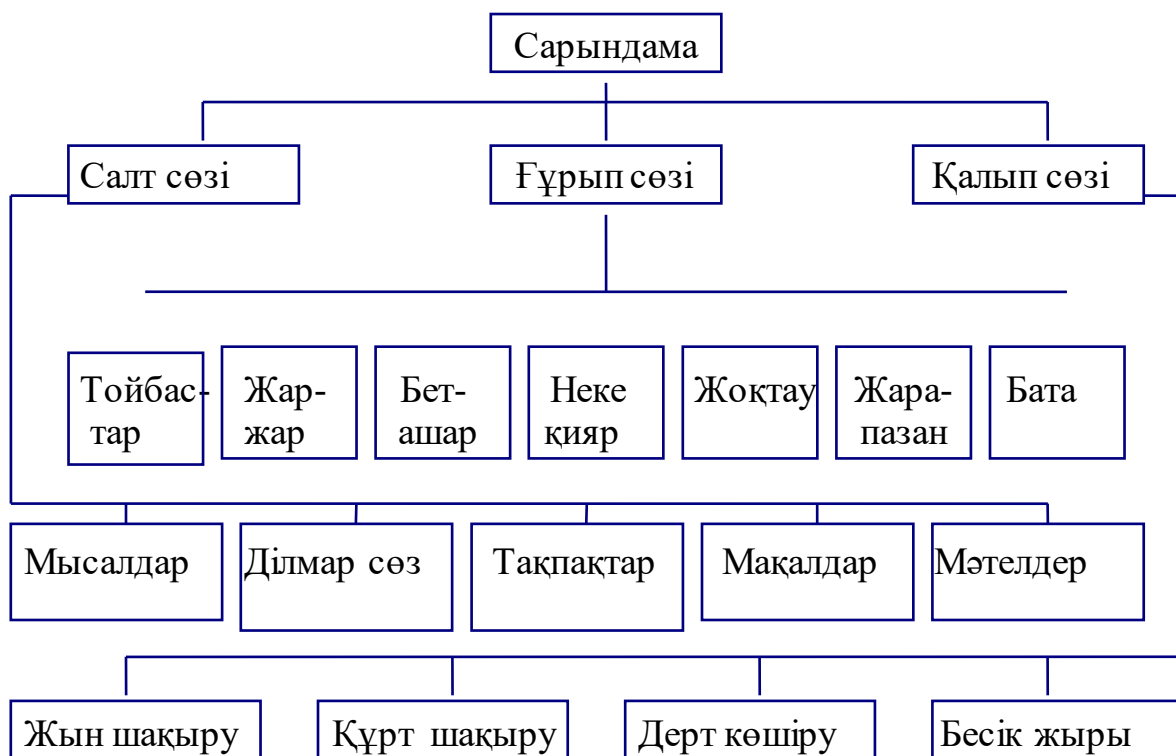 Сарындама
Салт сөзі
Ғұрып сөзі
Қалып сөзі
Тойбас-
тар
Жар-
жар
Бет-
ашар
Неке
қияр
Жоқтау
Жара-
пазан
Бата
Мысалдар
Ділмар сөз
Тақпақтар
Мақалдар
Мәтелдер
Жын шақыру
Құрт шақыру
Дерт көшіру
Бесік жыры